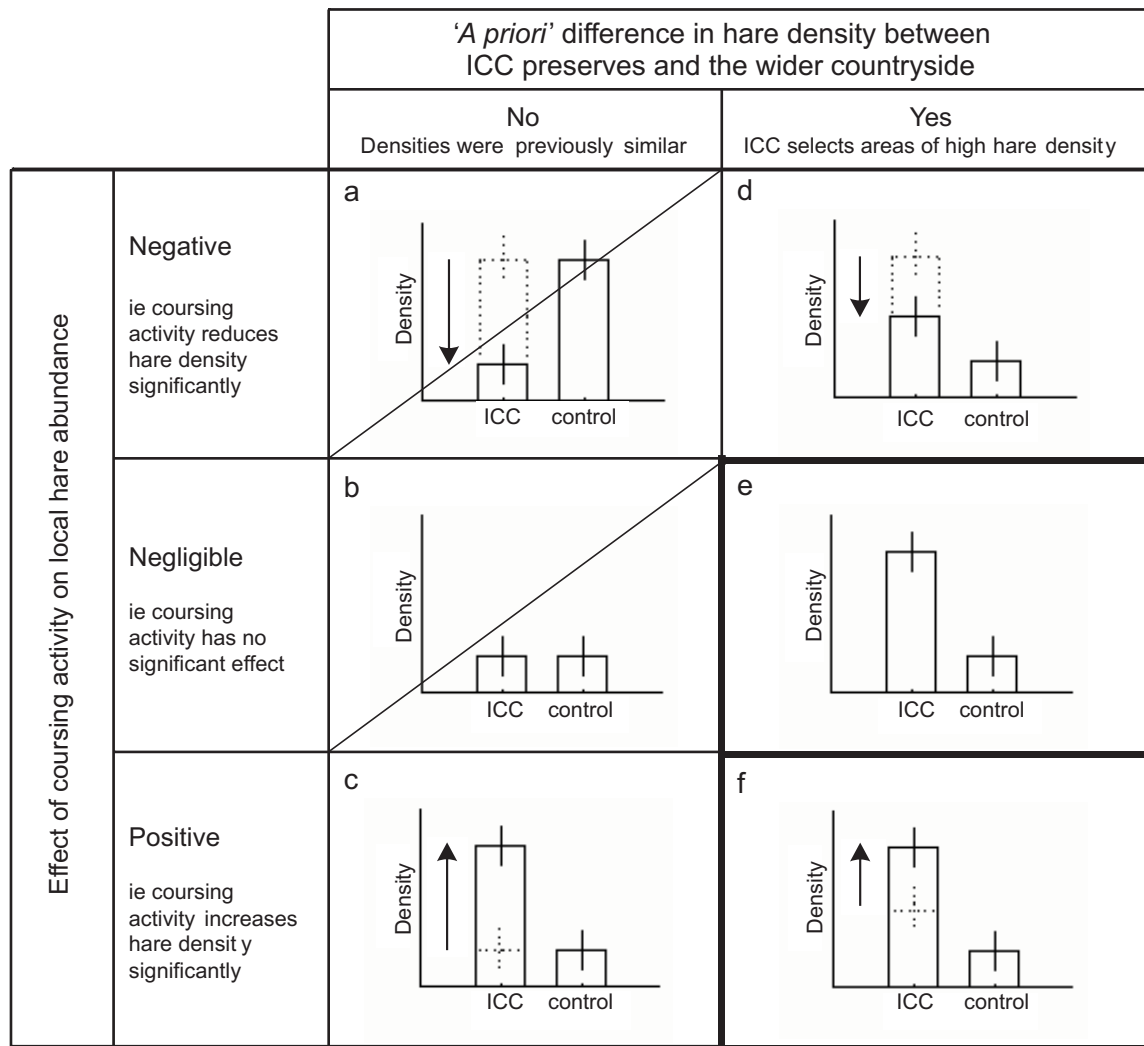 ‘A priori’ difference in hare density between
ICC preserves and the wider countryside
No
Densities were previously similar
Yes
ICC selects areas of high hare density
Effect of coursing activity on local hare abundance
Negative
ie coursing
activity reduces
hare density
significantly
a
Density
ICC control
d
Density
ICC control
Negligible
ie coursing
activity has no
significant effect
b
Density
ICC control
e
Density
ICC control
Positive
ie coursing
activity increases
hare densit y
significantly
c
Density
ICC control
f
Density
ICC control